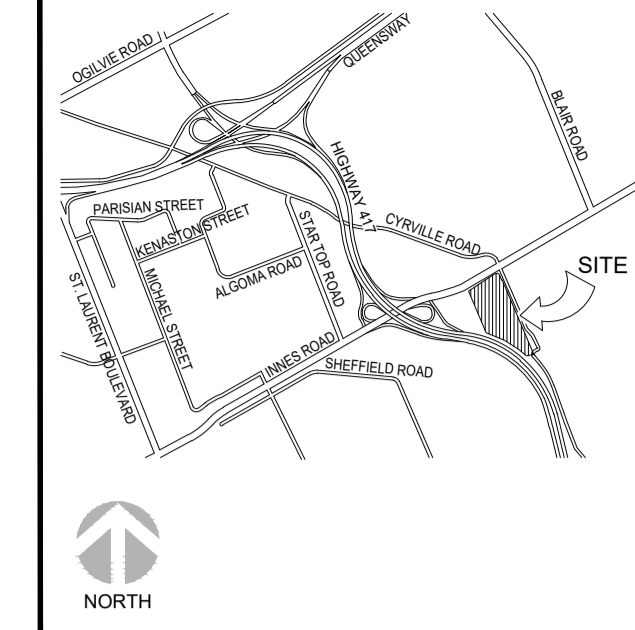 OGILVIE ROAD
QUEENSWAY
BLAIR ROAD
HIGHWAY 417
PARISIAN STREET
KENASTON STREET
STAR TOP ROAD
CYRVILLE ROAD
SITE
ALGOMA ROAD
MICHAEL STREET
ST. LAURENT BOULEVARD
INNES ROAD
SHEFFIELD ROAD
NORTH